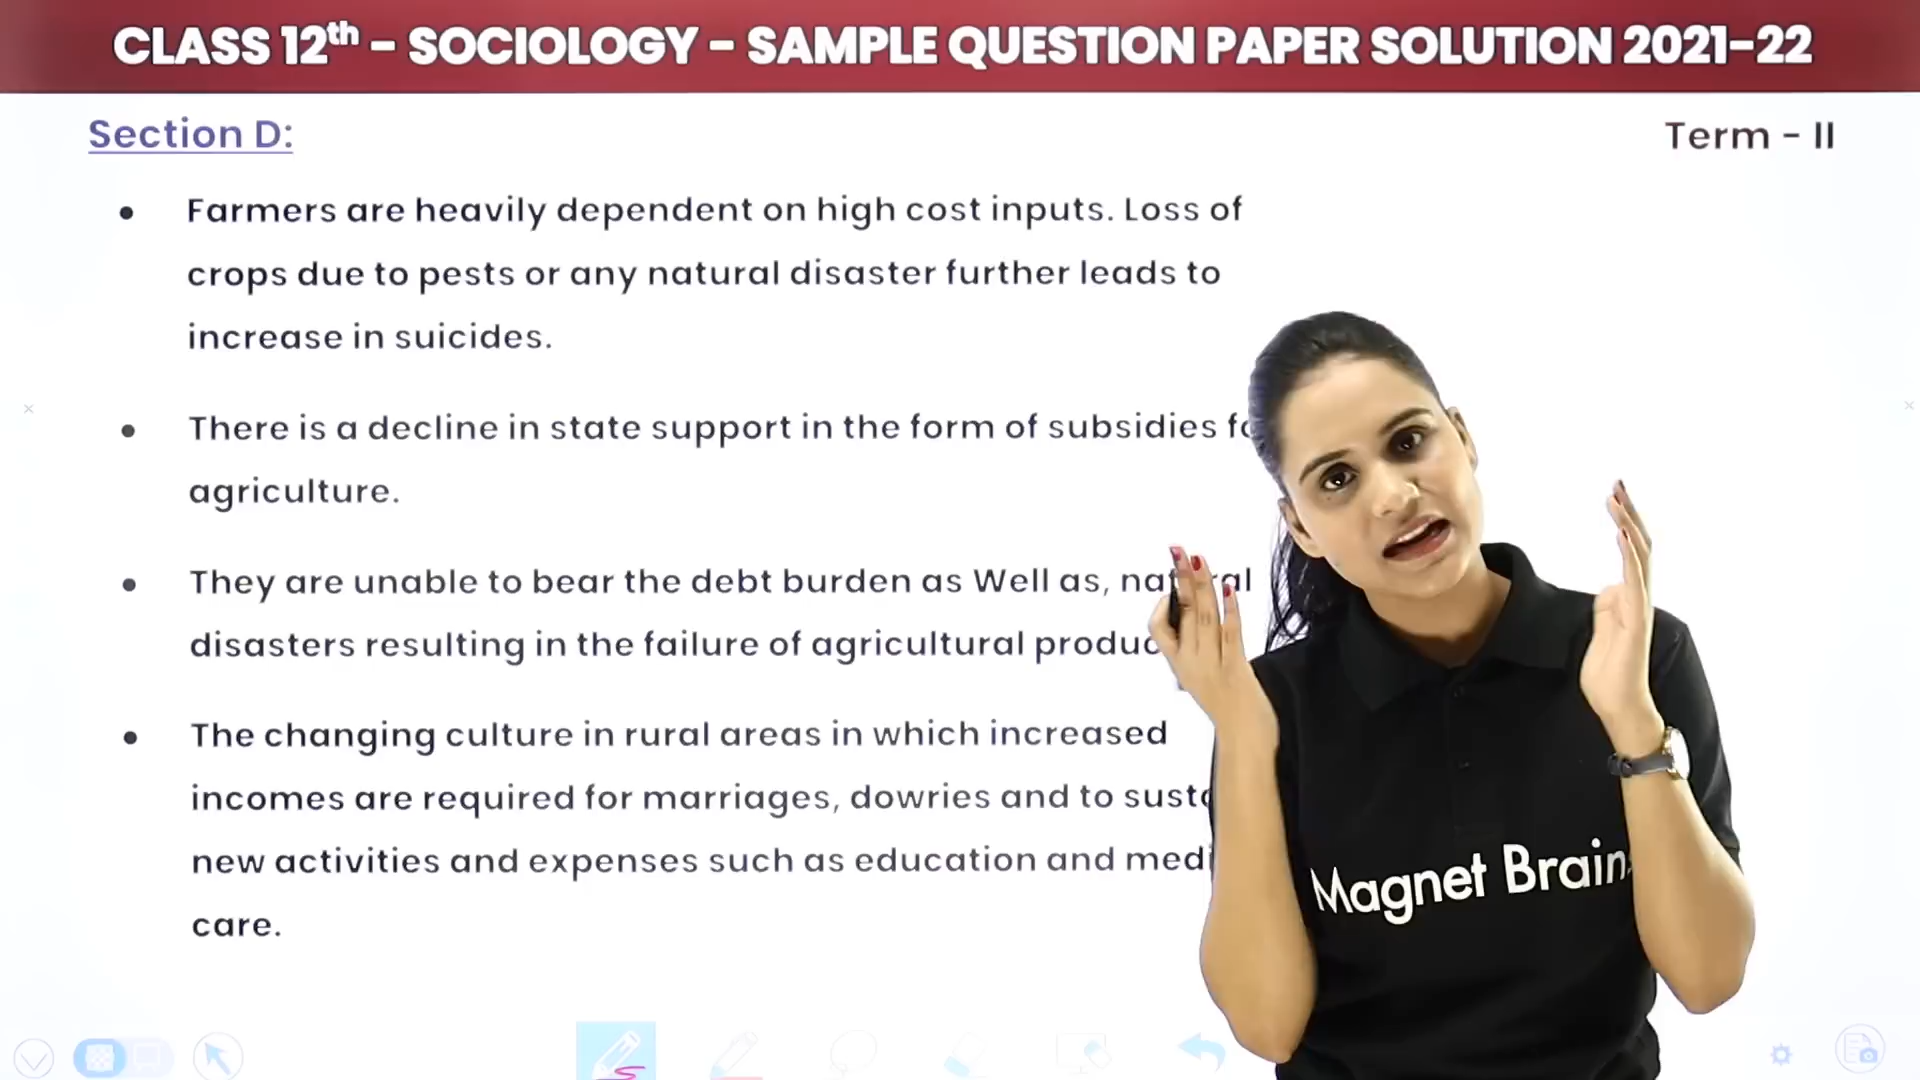 CLASS 12th - SOCIOLOGY - SAMPLE QUESTION PAPER SOLUTION 2021-22
Section D:
Term - II
• Farmers are heavily dependent on high cost inputs. Loss of
crops due to pests or any natural disaster further leads to
increase in suicides.
• There is a decline in state support in the form of subsidies
agriculture.
• They are unable to bear the debt burden as Well as,
disasters resulting in the failure of agricultural
• The changing culture in rural areas in which increased
incomes are required for marriages, dowries and to
new activities and expenses such as education and
care.
Magnet Brain